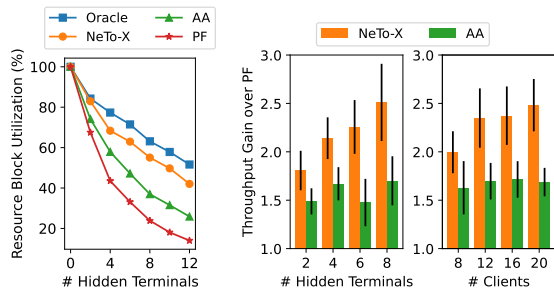 Oracle
NeTo-X
AA
PF
Resource Block Utilization (%)
100
80
60
40
20
0
4
8
12
# Hidden Terminals
NeTo-X
AA
Throughput Gain over PF
3.0
2.5
2.0
1.5
1.0
2
4
6
8
# Hidden Terminals
3.0
2.5
2.0
1.5
1.0
8
12
16
20
# Clients